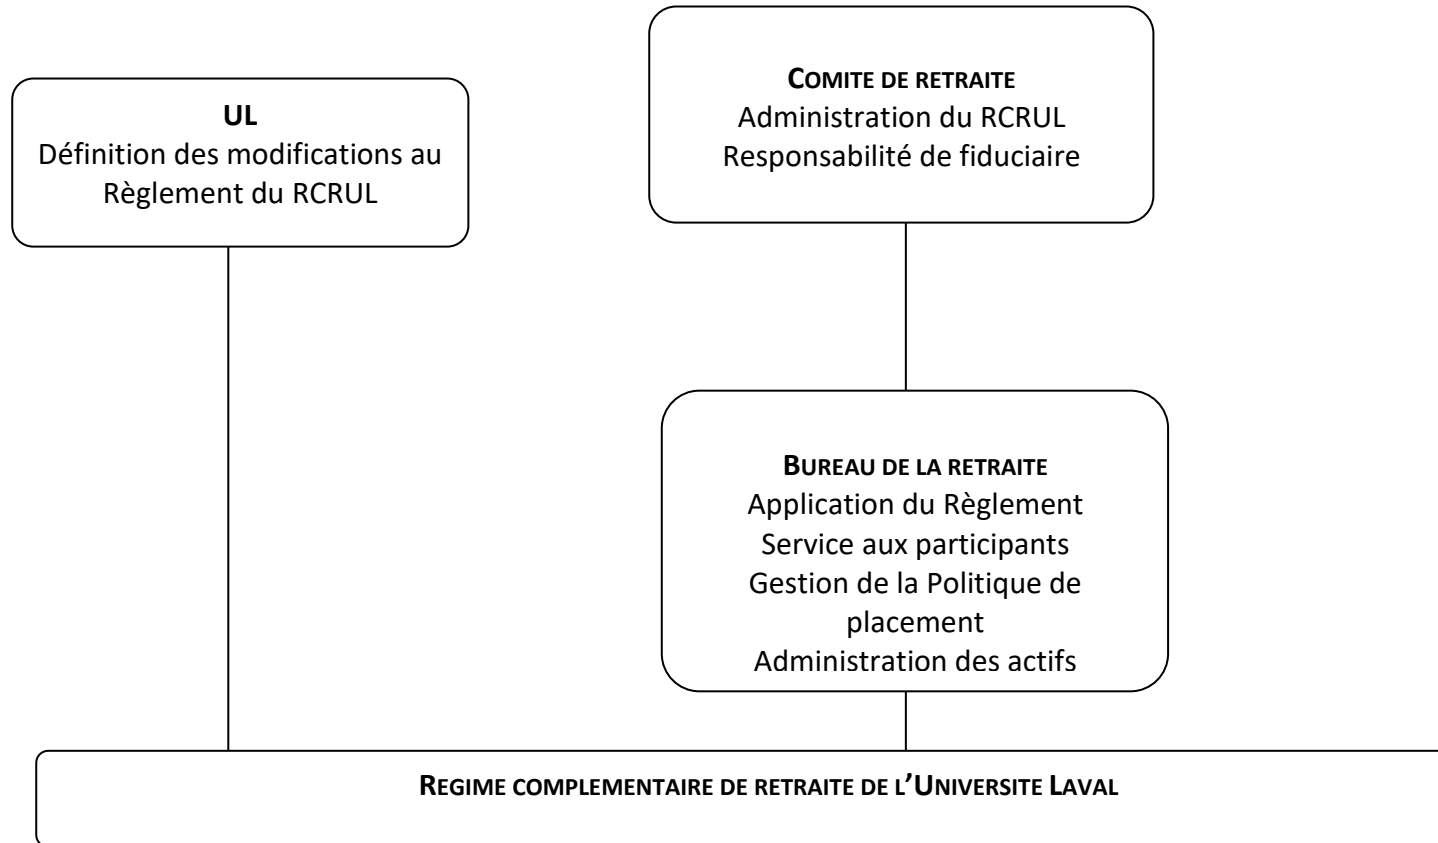 UL
Définition des modifications au
Règlement du RCRUL
COMITE DE RETRAITE
Administration du RCRUL
Responsabilité de fiduciaire
BUREAU DE LA RETRAITE
Application du Règlement
Service aux participants
Gestion de la Politique de
placement
Administration des actifs
REGIME COMPLEMENTAIRE DE RETRAITE DE L’UNIVERSITE LAVAL